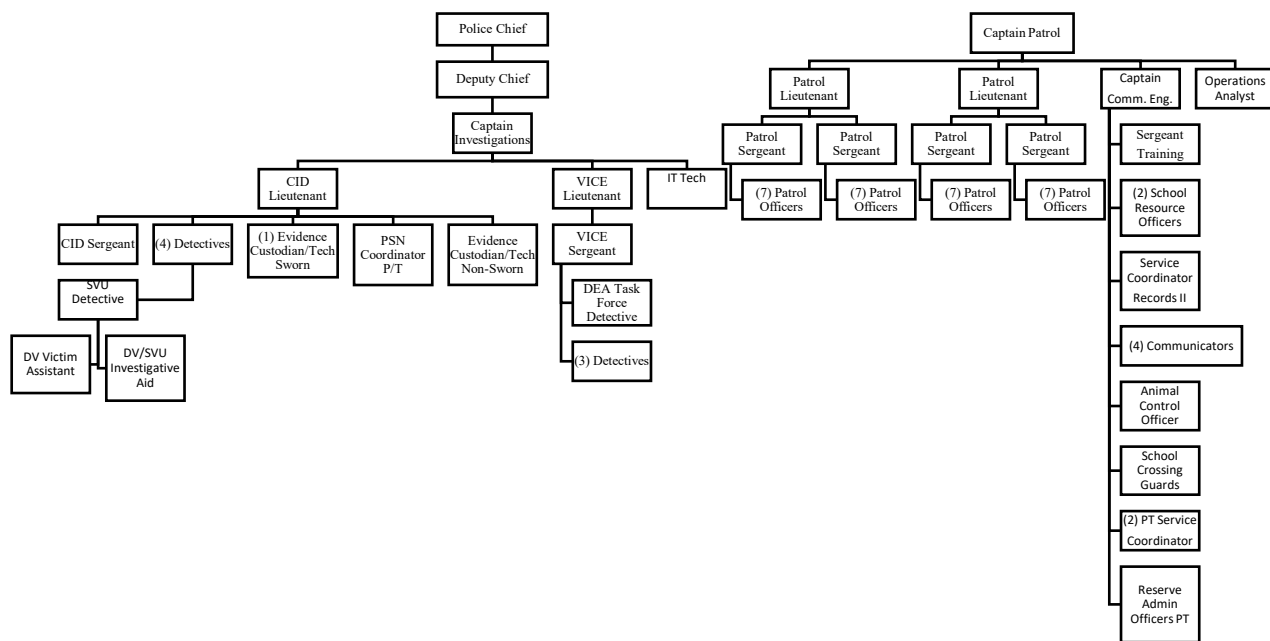 Police Chief
Deputy Chief
Captain
Investigations
CID
Lieutenant
VICE
Lieutenant
IT Tech
CID Sergeant
(4) Detectives
(1) Evidence
Custodian/Tech
Sworn
PSN
Coordinator
P/T
Evidence
Custodian/Tech
Non-Sworn
VICE
Sergeant
SVU
Detective
DV Victim
Assistant
DV/SVU
Investigative
Aid
DEA Task
Force
Detective
(3) Detectives
Captain Patrol
Patrol
Lieutenant
Patrol
Lieutenant
Captain
Comm. Eng.
Operations
Analyst
Patrol
Sergeant
Patrol
Sergeant
Patrol
Sergeant
Patrol
Sergeant
(7) Patrol
Officers
(7) Patrol
Officers
(7) Patrol
Officers
(7) Patrol
Officers
Sergeant
Training
(2) School
Resource
Officers
Service
Coordinator
Records II
(4) Communicators
Animal
Control
Officer
School
Crossing
Guards
(2) PT Service
Coordinator
Reserve
Admin
Officers PT